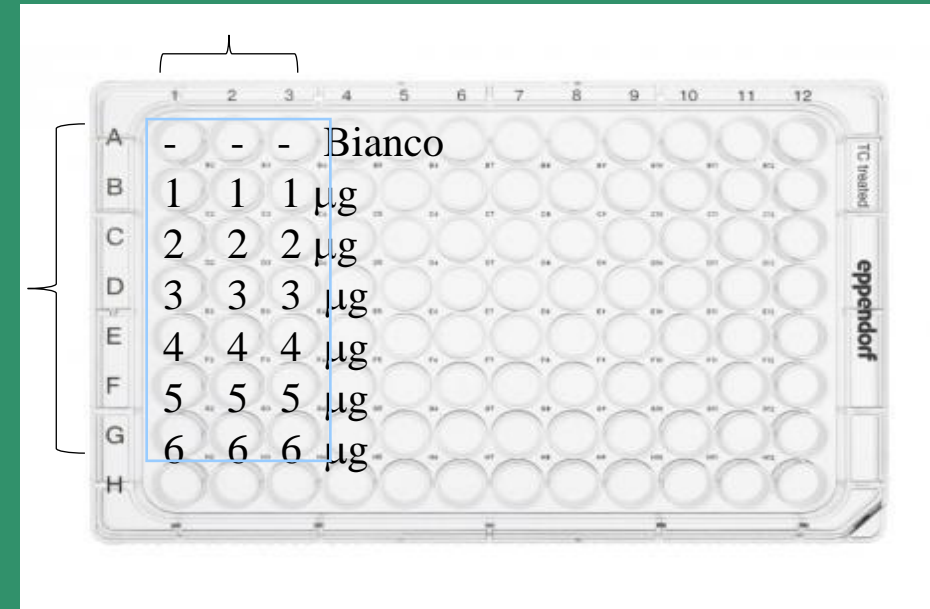 1 2 3 4 5 6 7 8 9 10 11 12
A - - - Bianco
B 1 1 1 μg
C 2 2 2 μg
D 3 3 3 μg
E 4 4 4 μg
F 5 5 5 μg
G 6 6 6 μg
H
TC treated
eppendorf